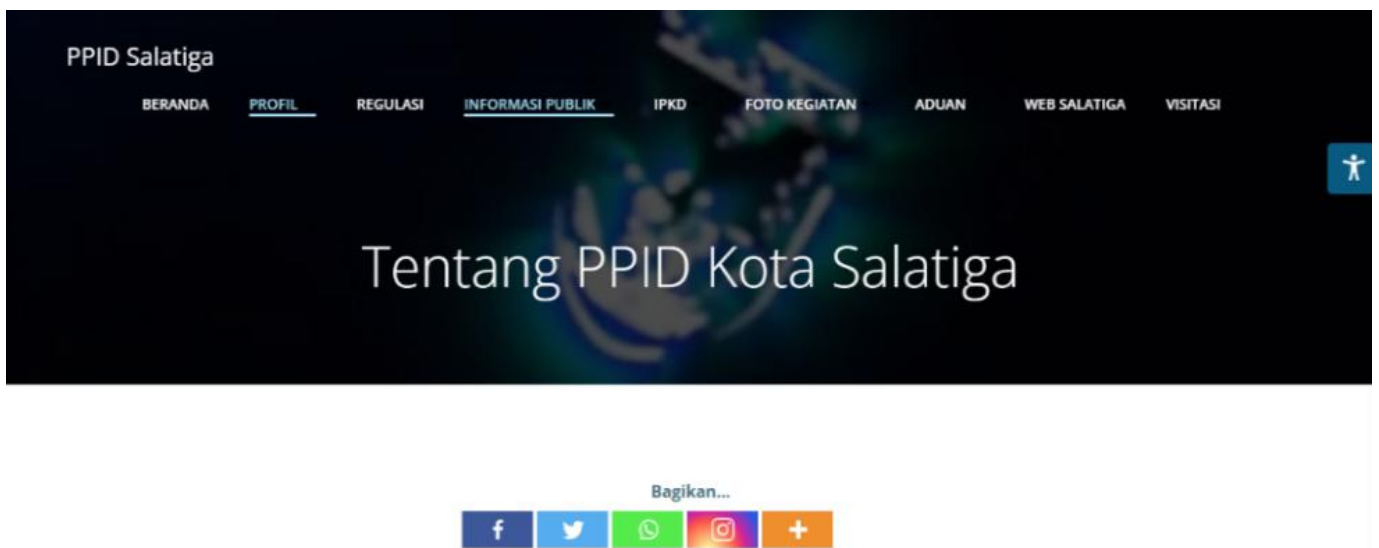 PPID Salatiga
BERANDA PROFIL REGULASI INFORMASI PUBLIK IPKD FOTO KEGIATAN ADUAN WEB SALATIGA VISITASI
Tentang PPID Kota Salatiga
Bagikan...